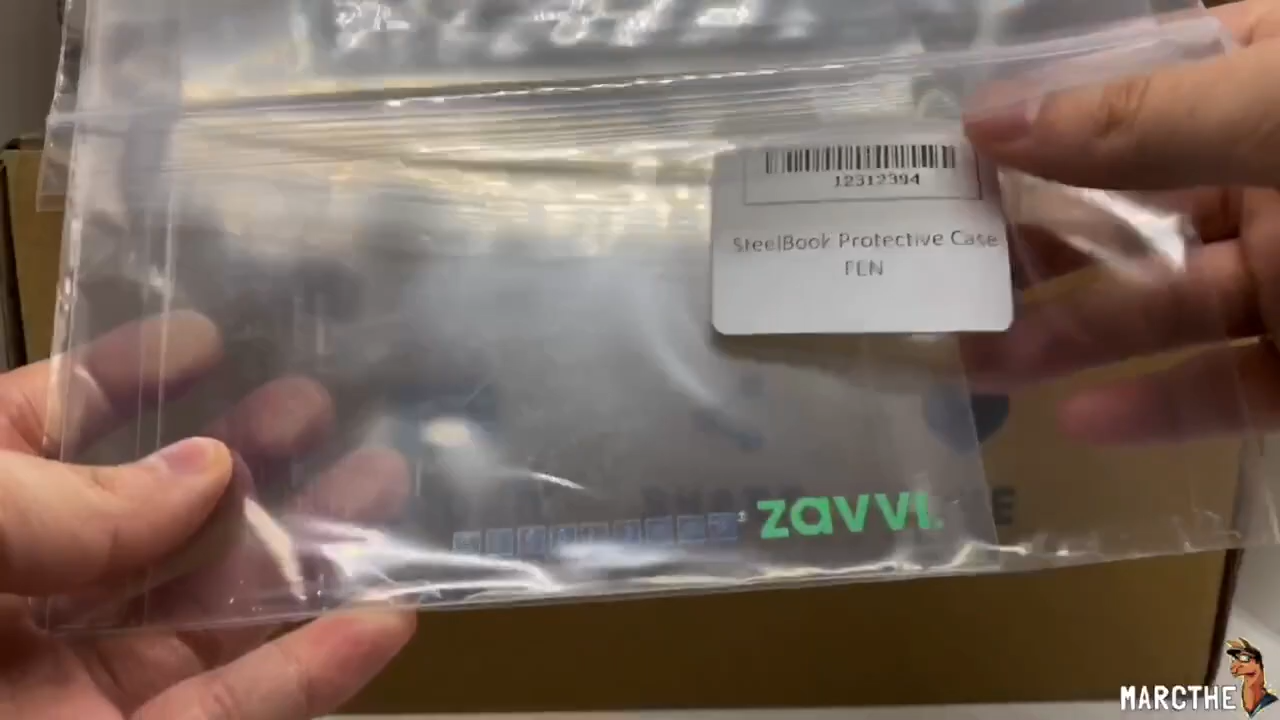 12312394
SteelBook Protective Case
FEN
zavvi.
MARCTHE